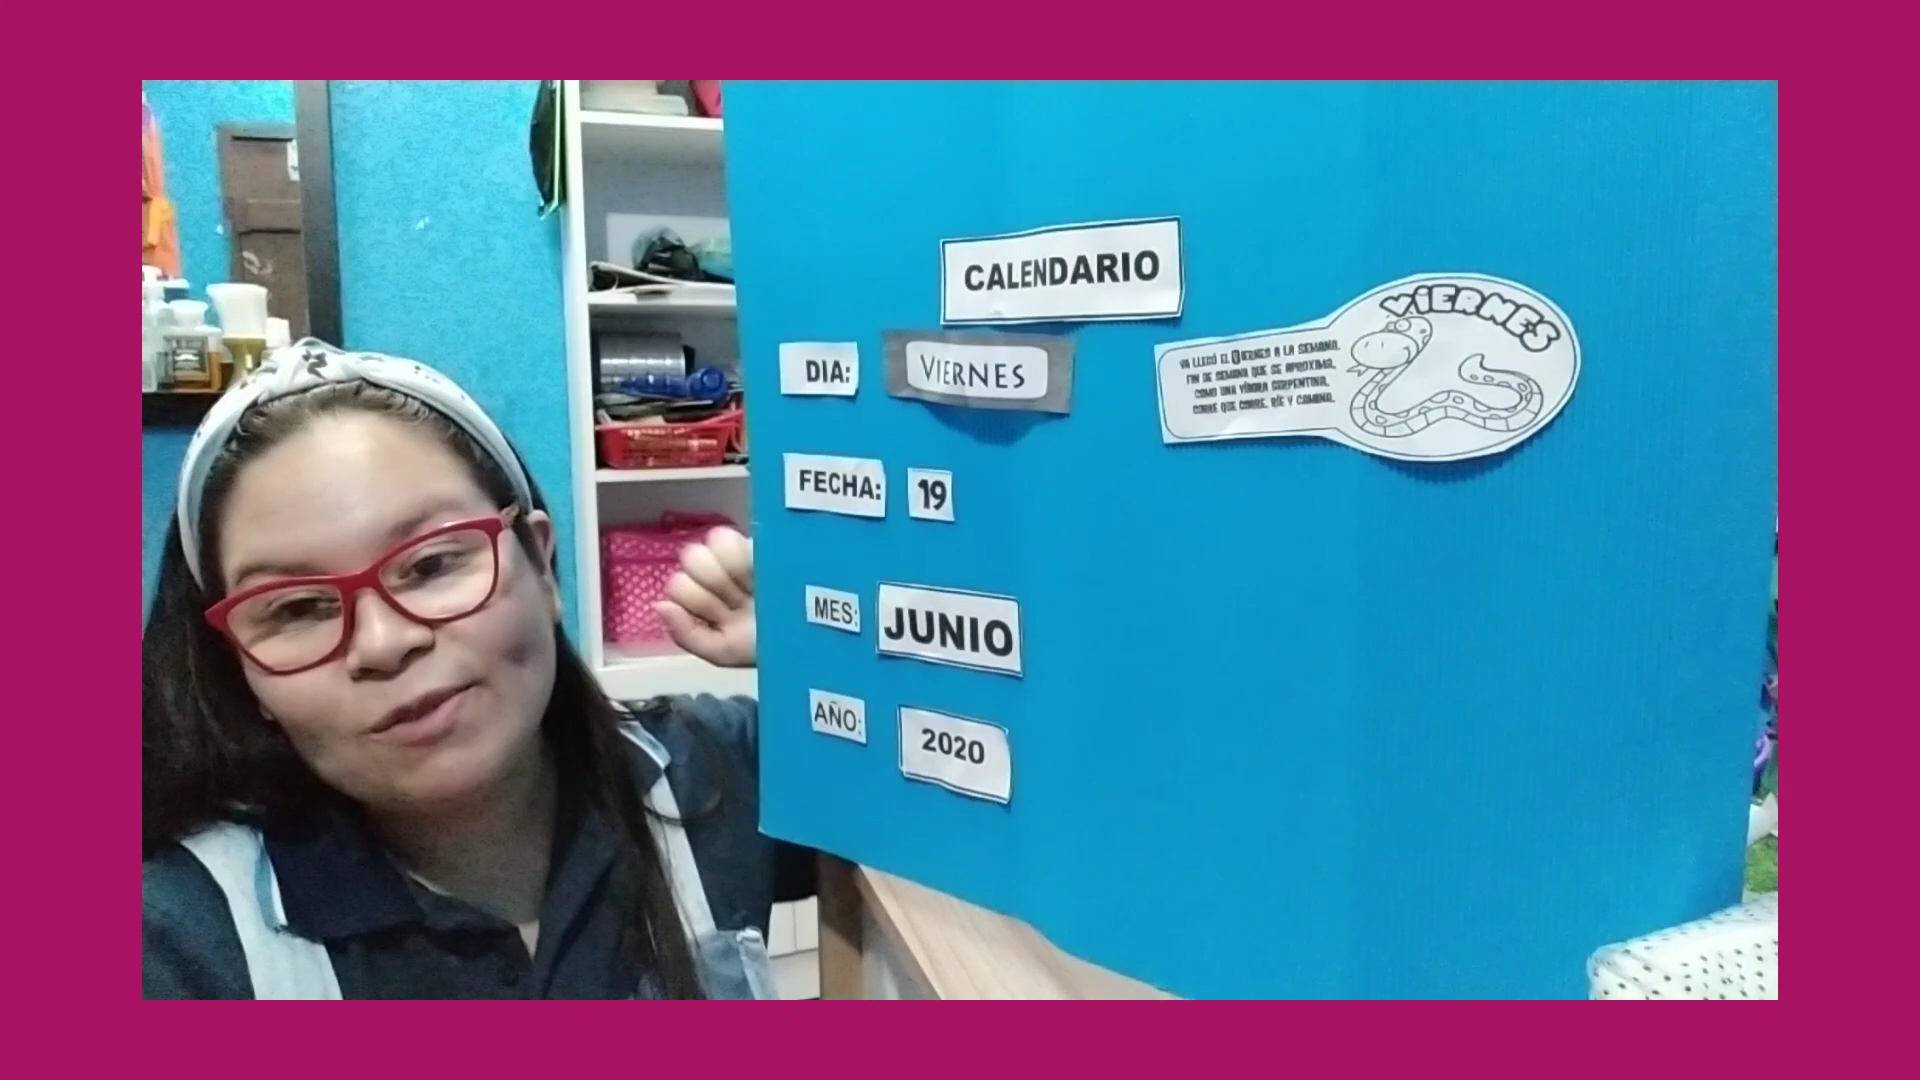 CALENDARIO
DIA: VIERNES
FECHA: 19
MES: JUNIO
AÑO: 2020
VIERNES
YA LLEGÓ EL VIERNES A LA SEMANA,
FIN DE SEMANA QUE SE APROXIMA,
COMO UNA VÍBORA SERPENTINA,
CORRE QUE CORRE, RÍE Y CAMINA.